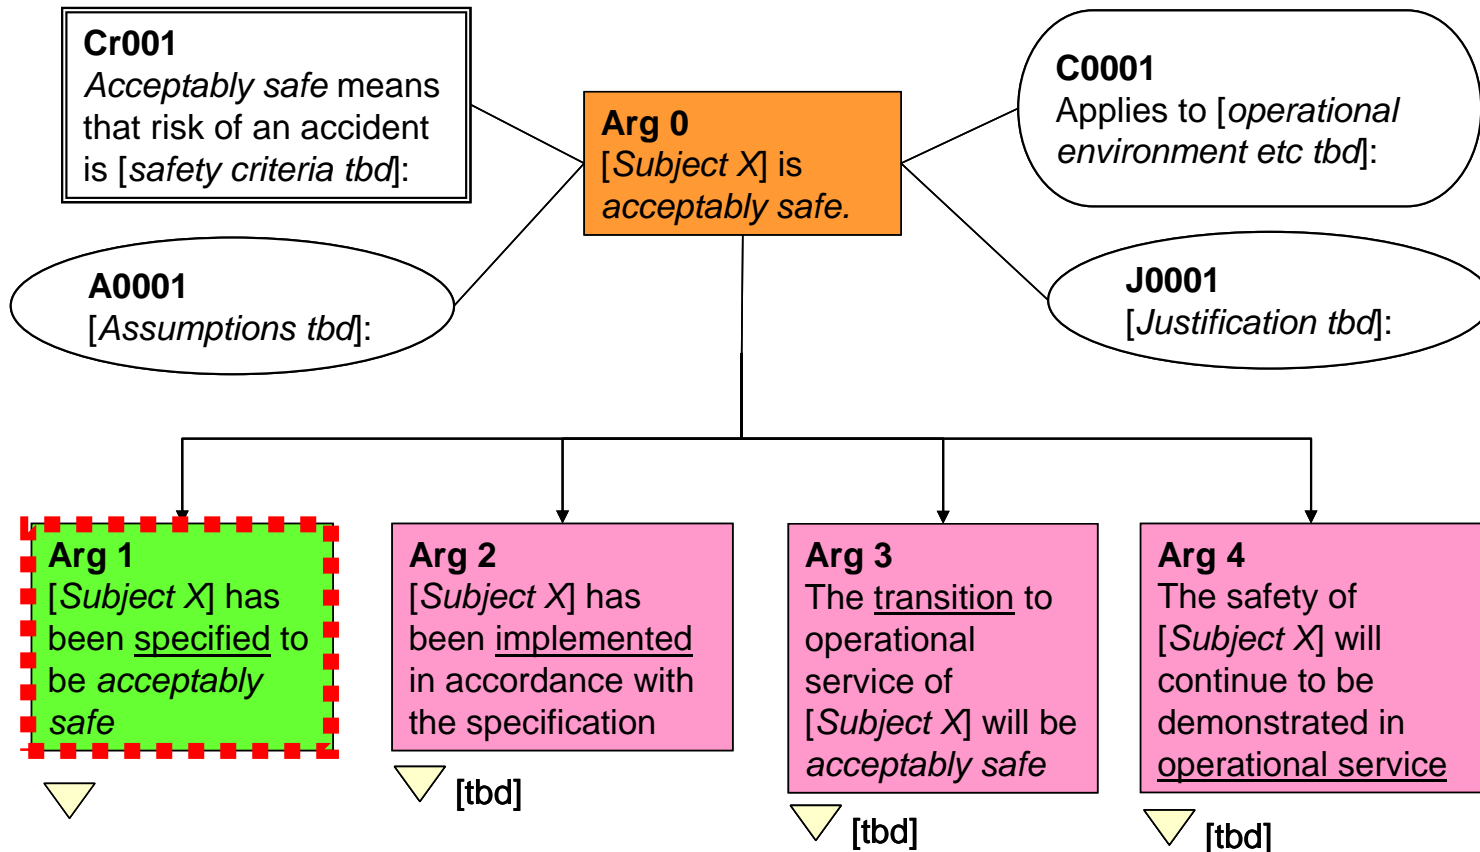 Cr001
Acceptably safe means
that risk of an accident
is [safety criteria tbd]:
Arg 0
[Subject X] is
acceptably safe.
C0001
Applies to [operational
environment etc tbd]:
A0001
[Assumptions tbd]:
J0001
[Justification tbd]:
Arg 1
[Subject X] has
been specified to
be acceptably
safe
Arg 2
[Subject X] has
been implemented
in accordance with
the specification
[tbd]
Arg 3
The transition to
operational
service of
[Subject X] will be
acceptably safe
[tbd]
Arg 4
The safety of
[Subject X] will
continue to be
demonstrated in
operational service
[tbd]